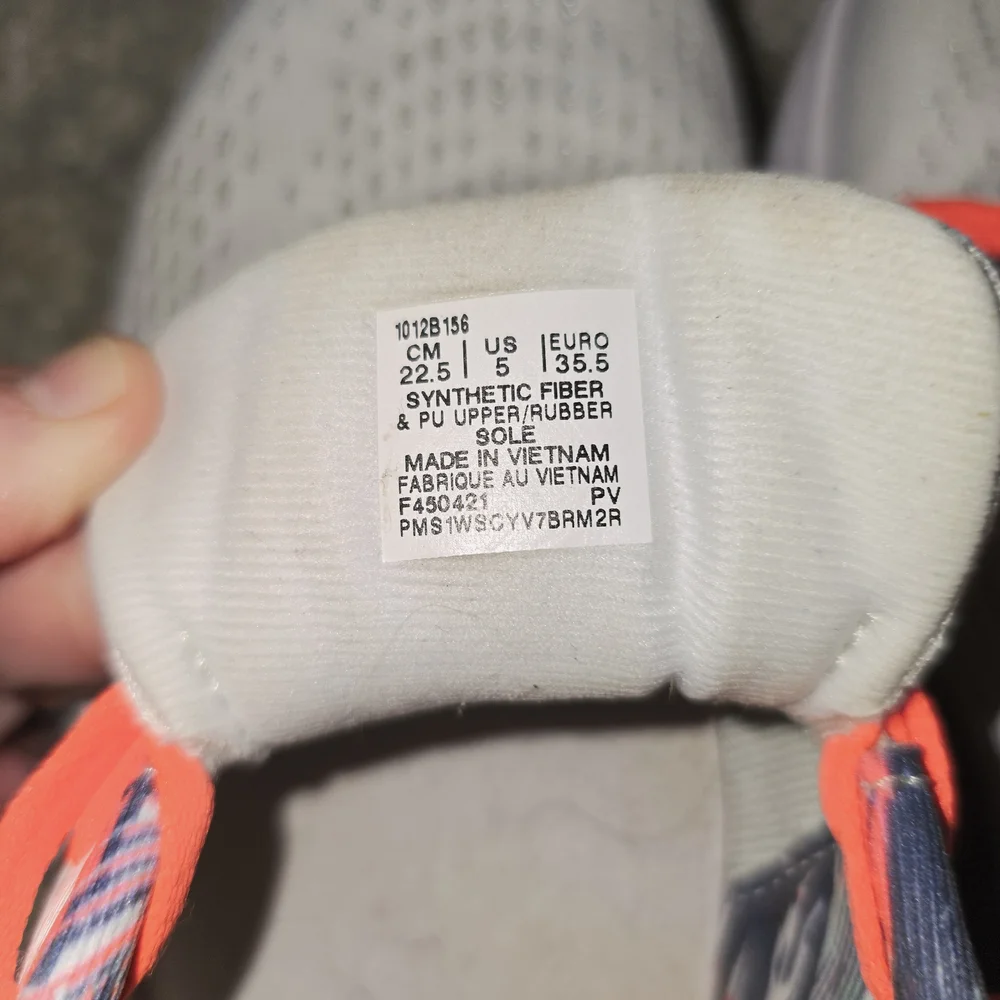 1012B156
CM | US | EURO
22.5 | 5 | 35.5
SYNTHETIC FIBER
& PU UPPER/RUBBER
SOLE
MADE IN VIETNAM
FABRIQUE AU VIETNAM
F450421 PV
PMS1WSCYV7BRM2R